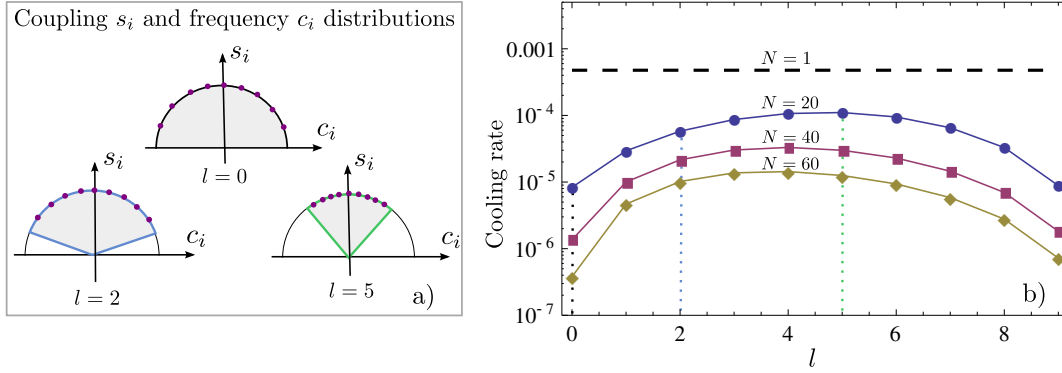 Coupling s_i and frequency c_i distributions
s_i
c_i
l = 0
s_i
c_i
l = 2
s_i
c_i
l = 5
a)
Cooling rate
0.001
10^-4
10^-5
10^-6
10^-7
N = 1
N = 20
N = 40
N = 60
b)
0 2 4 6 8
l